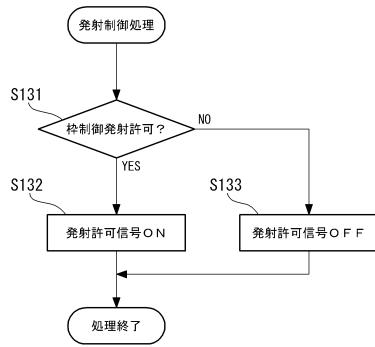 発射制御処理
S131
枠制御発射許可?
NO
YES
S132
S133
発射許可信号ON
発射許可信号OFF
処理終了